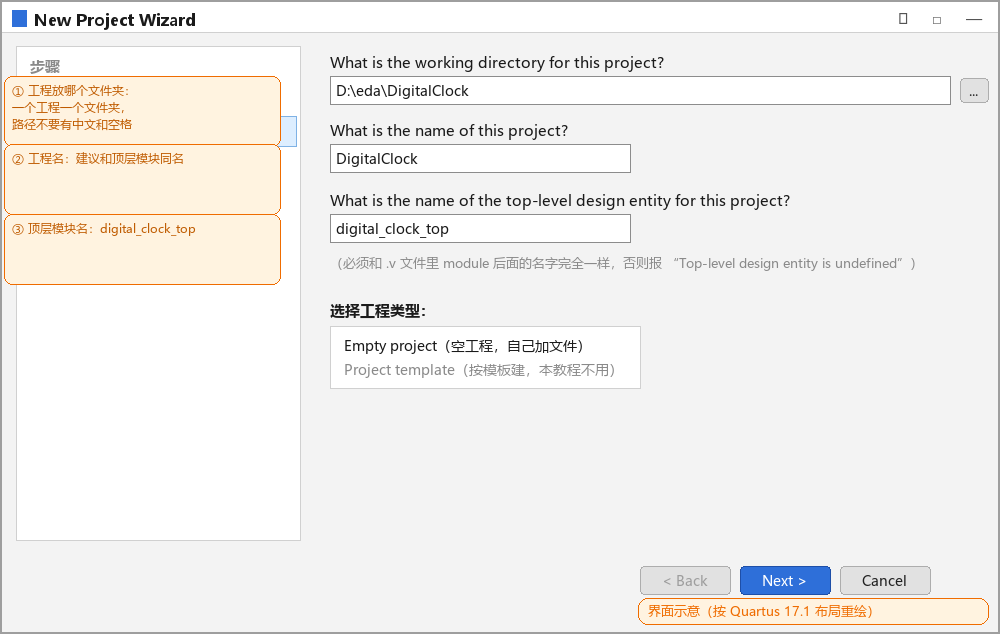 New Project Wizard
步骤
① 工程放哪个文件夹：
一个工程一个文件夹，
路径不要有中文和空格
② 工程名：建议和顶层模块同名
③ 顶层模块名：digital_clock_top
What is the working directory for this project?
D:\eda\DigitalClock
...
What is the name of this project?
DigitalClock
What is the name of the top-level design entity for this project?
digital_clock_top
（必须和 .v 文件里 module 后面的名字完全一样，否则报 “Top-level design entity is undefined” ）
选择工程类型：
Empty project（空工程，自己加文件）
Project template（按模板建，本教程不用）
< Back
Next >
Cancel
界面示意（按 Quartus 17.1 布局重绘）